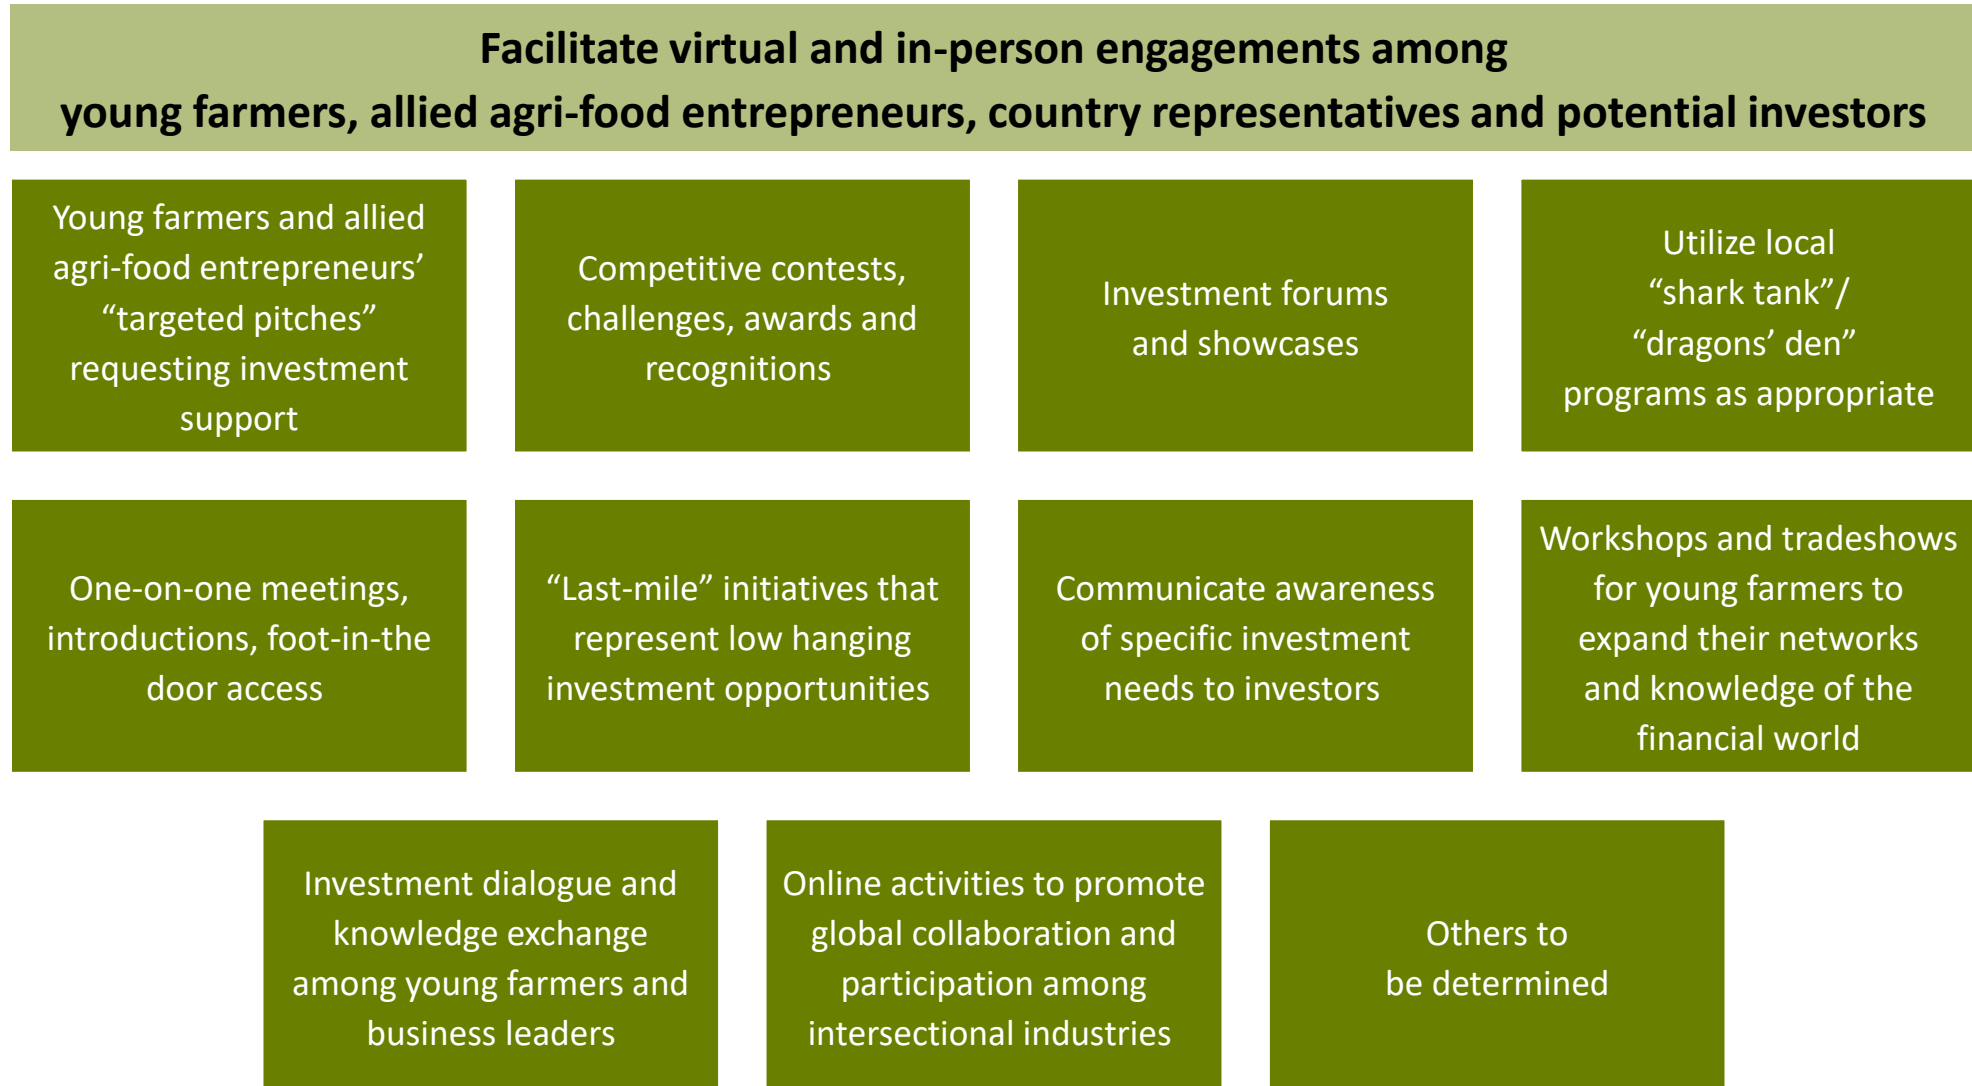 Facilitate virtual and in-person engagements among
young farmers, allied agri-food entrepreneurs, country representatives and potential investors
Young farmers and allied
agri-food entrepreneurs’
“targeted pitches”
requesting investment
support
Competitive contests,
challenges, awards and
recognitions
Investment forums
and showcases
Utilize local
“shark tank”/
“dragons’ den”
programs as appropriate
One-on-one meetings,
introductions, foot-in-the
door access
“Last-mile” initiatives that
represent low hanging
investment opportunities
Communicate awareness
of specific investment
needs to investors
Workshops and tradeshows
for young farmers to
expand their networks
and knowledge of the
financial world
Investment dialogue and
knowledge exchange
among young farmers and
business leaders
Online activities to promote
global collaboration and
participation among
intersectional industries
Others to
be determined